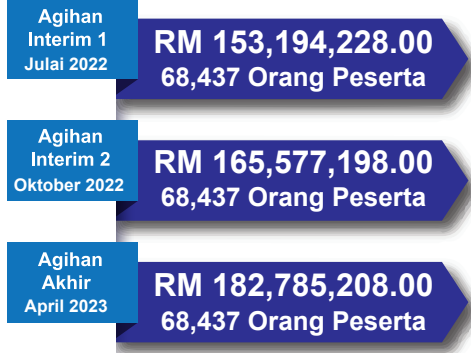 Agihan
Interim 1
Julai 2022
RM 153,194,228.00
68,437 Orang Peserta
Agihan
Interim 2
Oktober 2022
RM 165,577,198.00
68,437 Orang Peserta
Agihan
Akhir
April 2023
RM 182,785,208.00
68,437 Orang Peserta